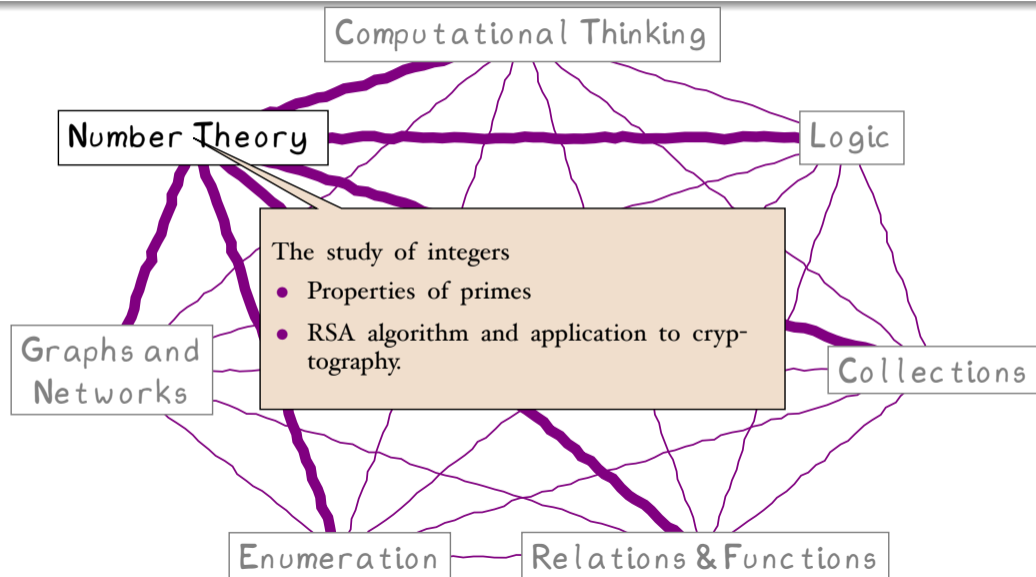 Computational Thinking
Number Theory
Logic
The study of integers
• Properties of primes
• RSA algorithm and application to cryp-
tography.
Graphs and
Networks
Collections
Enumeration
Relations & Functions